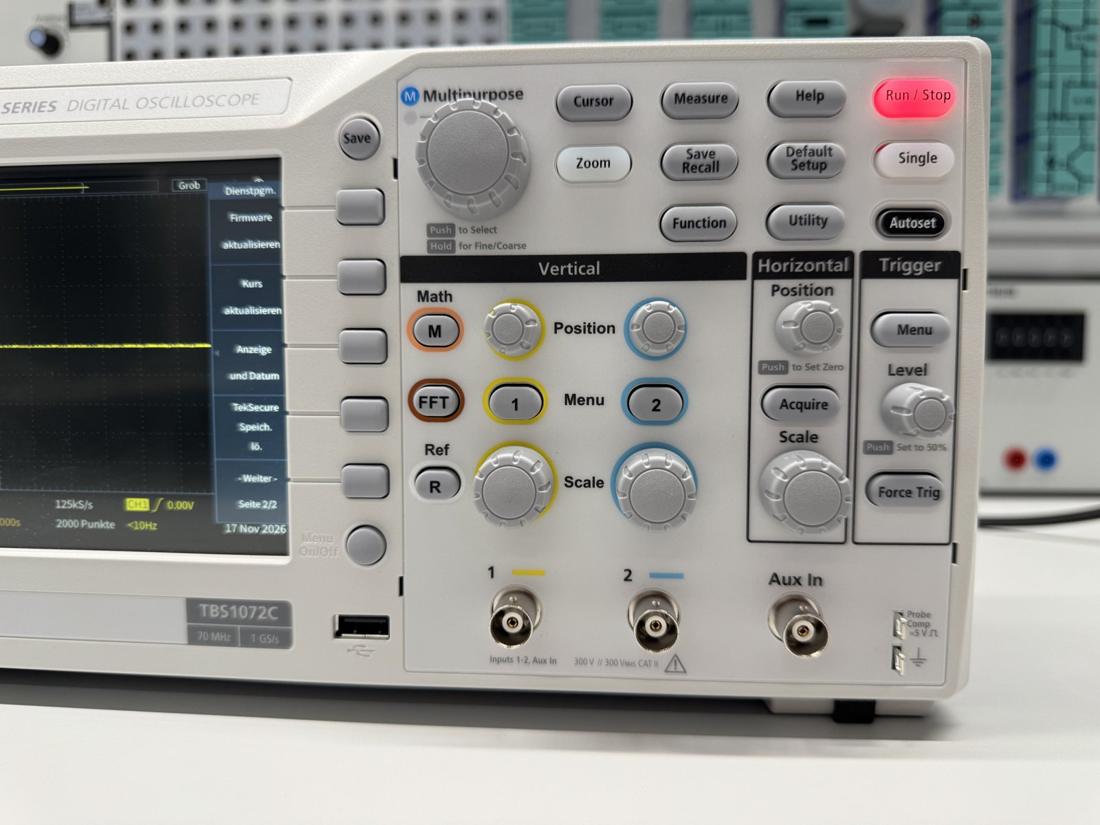 SERIES DIGITAL OSCILLOSCOPE
Save
Grob
Dienstpgm.
Firmware
aktualisieren
Kurs
aktualisieren
Anzeige
und Datum
TekSecure
Speich.
lö.
-Weiter-
Seite 2/2
17 Nov 2026
125kS/s
CH1
0.00V
000s
2000 Punkte
<10Hz
Menu
On/Off
TBS1072C
70 MHz
1 GS/s
M Multipurpose
Push to Select
Hold for Fine/Coarse
Cursor
Measure
Help
Run / Stop
Zoom
Save
Recall
Default
Setup
Single
Function
Utility
Autoset
Vertical
Math
M
Position
FFT
1
Menu
2
Ref
R
Scale
Horizontal
Position
Push to Set Zero
Acquire
Scale
Trigger
Menu
Level
Push Set to 50%
Force Trig
1
2
Aux In
Inputs 1-2, Aux In
300 V // 300 VRMS CAT II
Probe
Comp
≈5 V